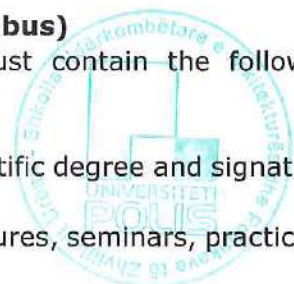 bus)
ust contain the follow
tific degree and signat
UNIVERSITETI
POLIS
ures, seminars, practic